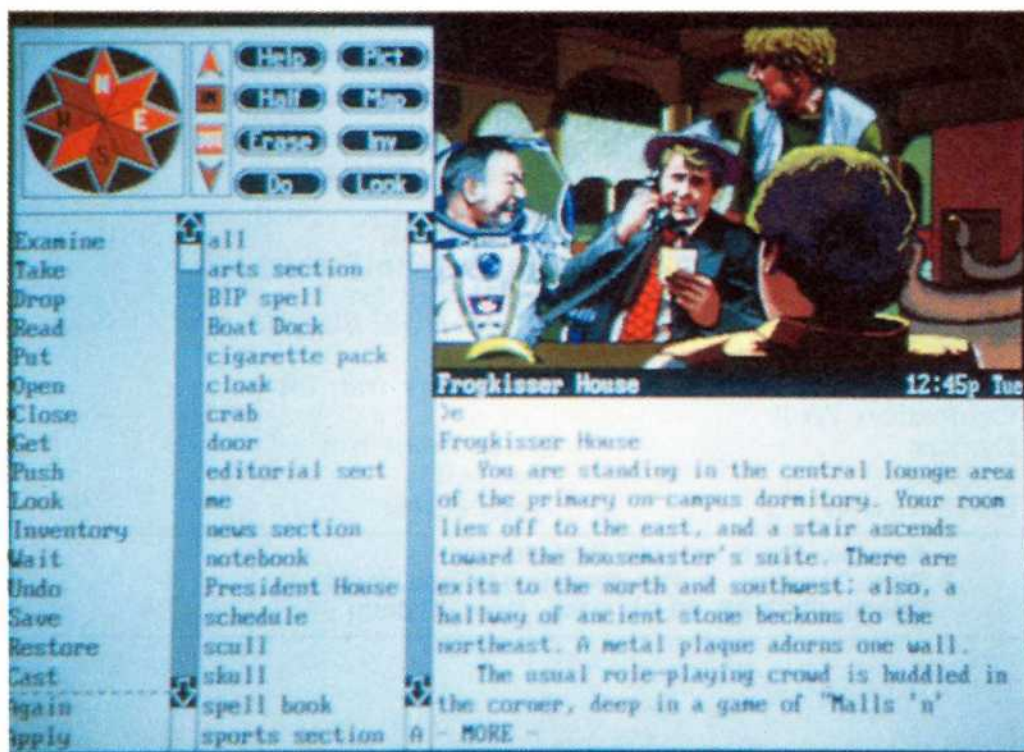 N
E
S
W
Help
Pict
Half
Map
Erase
Inv
Do
Look
Examine
Take
Drop
Read
Put
Open
Close
Get
Push
Look
Inventory
Wait
Undo
Save
Restore
Cast
Again
Apply
all
arts section
BIP spell
Boat Dock
cigarette pack
cloak
crab
door
editorial sect
me
news section
notebook
President House
schedule
scull
skull
spell book
sports section
A
Frogkisser House 12:45p Tue
>e
Frogkisser House
You are standing in the central lounge area
of the primary on-campus dormitory. Your room
lies off to the east, and a stair ascends
toward the housemaster's suite. There are
exits to the north and southwest; also, a
hallway of ancient stone beckons to the
northeast. A metal plaque adorns one wall.
The usual role-playing crowd is huddled in
the corner, deep in a game of "Malls 'n'
- MORE -